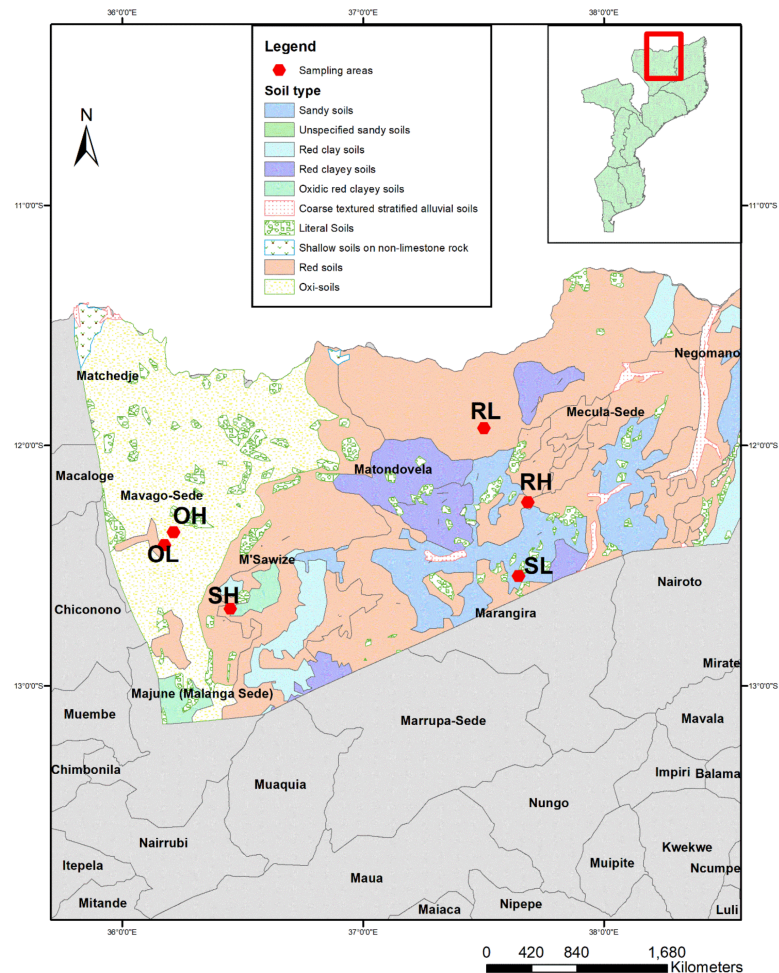 36°0'0"E 37°0'0"E 38°0'0"E
Legend
Sampling areas
Soil type
Sandy soils
Unspecified sandy soils
Red clay soils
Red clayey soils
Oxidic red clayey soils
Coarse textured stratified alluvial soils
Literal Soils
Shallow soils on non-limestone rock
Red soils
Oxi-soils
N
11°0'0"S 11°0'0"S
Negomano
Matchedje
RL
Mecula-Sede
12°0'0"S 12°0'0"S
Matondovela
Macaloge
RH
Mavago-Sede
OH
OL
M'Sawize
SL
Nairoto
SH
Chiconono
Marangira
Mirate
13°0'0"S 13°0'0"S
Majune (Malanga Sede)
Muembe
Marrupa-Sede
Mavala
Chimbonila
Muaquia
Impiri Balama
Nungo
Nairrubi
Kwekwe
Itepela
Muipite
Ncumpe
Maua
Mitande
Maiaca
Nipepe
Luli
36°0'0"E 37°0'0"E 38°0'0"E
0 420 840 1,680
Kilometers